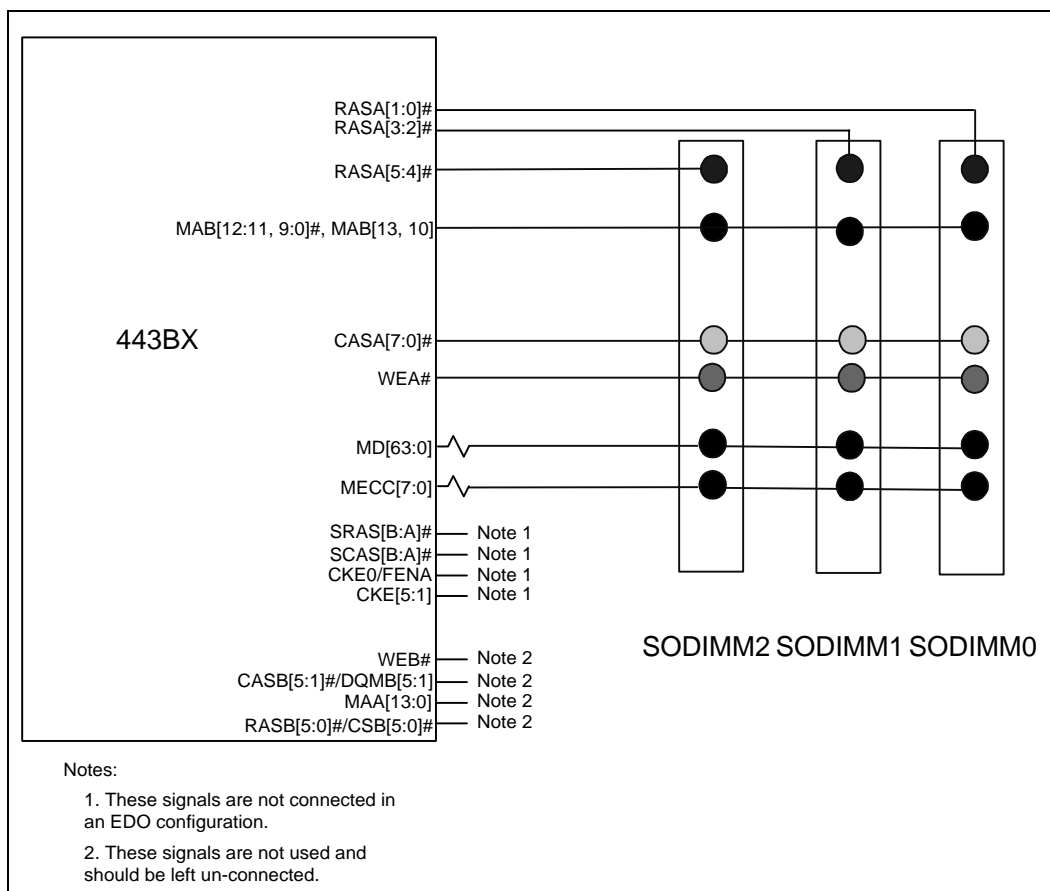 RASA[1:0]#
RASA[3:2]#
RASA[5:4]#
MAB[12:11, 9:0]#, MAB[13, 10]
443BX
CASA[7:0]#
WEA#
MD[63:0]
MECC[7:0]
SRAS[B:A]# Note 1
SCAS[B:A]# Note 1
CKE0/FENA Note 1
CKE[5:1] Note 1
SODIMM2 SODIMM1 SODIMM0
WEB# Note 2
CASB[5:1]#/DQMB[5:1] Note 2
MAA[13:0] Note 2
RASB[5:0]#/CSB[5:0]# Note 2
Notes:
1. These signals are not connected in
an EDO configuration.
2. These signals are not used and
should be left un-connected.